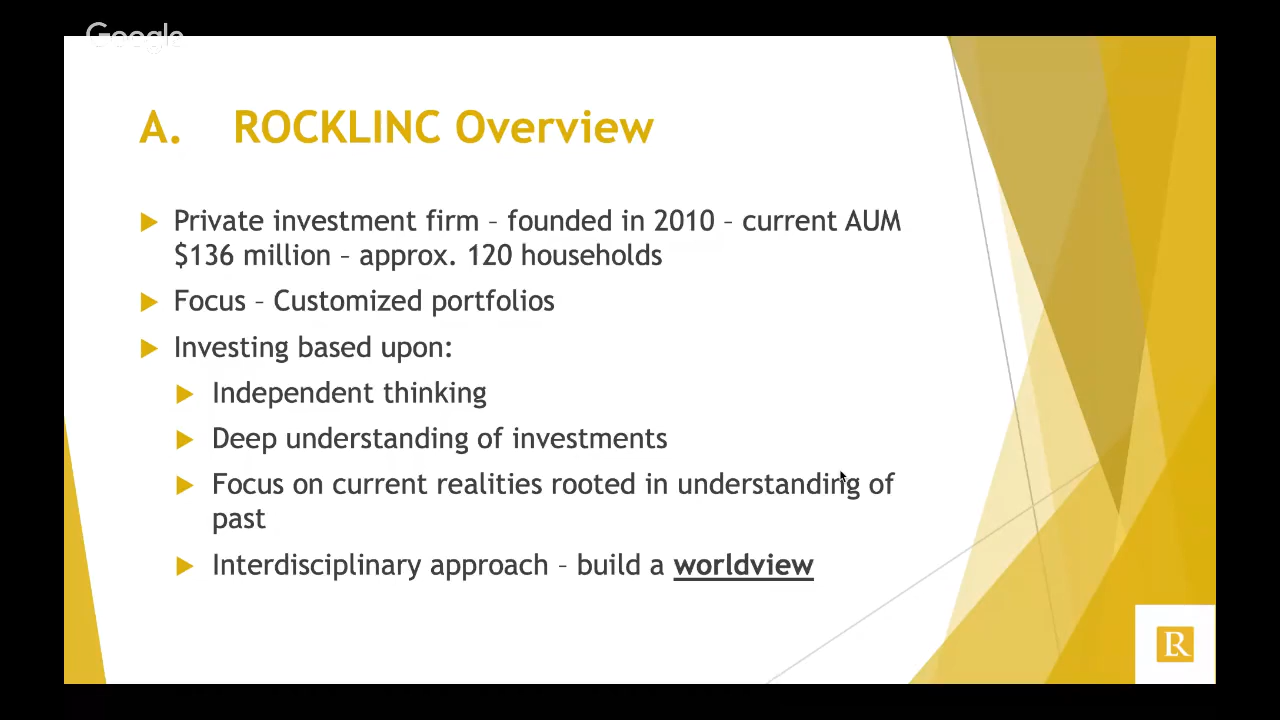 Google
A. ROCKLINC Overview
Private investment firm – founded in 2010 – current AUM
$136 million – approx. 120 households
Focus – Customized portfolios
Investing based upon:
Independent thinking
Deep understanding of investments
Focus on current realities rooted in understanding of
past
Interdisciplinary approach – build a worldview
LR